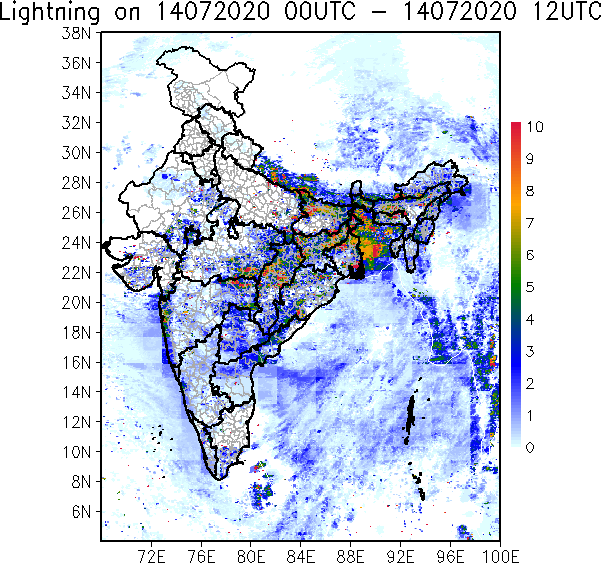 Lightning on 14072020 00UTC – 14072020 12UTC
38N
36N
34N
32N
30N
28N
26N
24N
22N
20N
18N
16N
14N
12N
10N
8N
6N
72E 76E 80E 84E 88E 92E 96E 100E
10
9
8
7
6
5
4
3
2
1
0